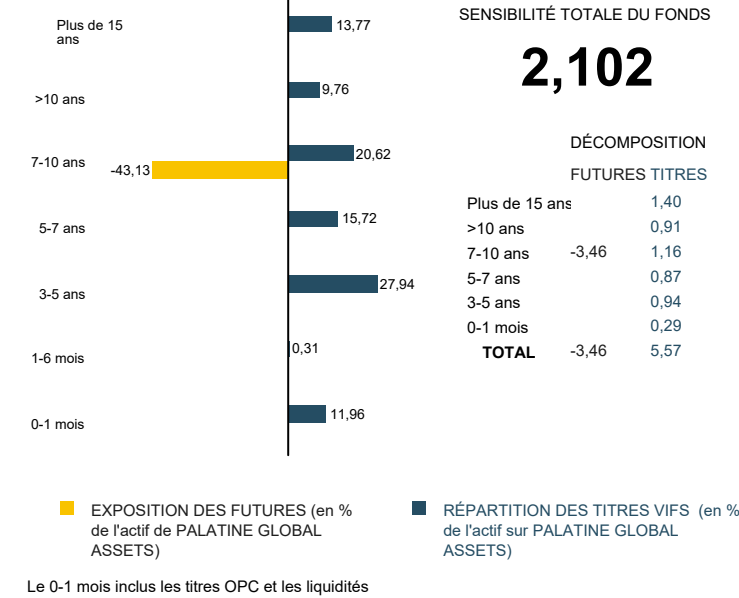 Plus de 15
ans
13,77
>10 ans
9,76
7-10 ans
20,62
-43,13
5-7 ans
15,72
3-5 ans
27,94
1-6 mois
0,31
0-1 mois
11,96
SENSIBILITÉ TOTALE DU FONDS
2,102
DÉCOMPOSITION
FUTURES TITRES
Plus de 15 ans 1,40
>10 ans 0,91
7-10 ans -3,46 1,16
5-7 ans 0,87
3-5 ans 0,94
0-1 mois 0,29
TOTAL -3,46 5,57
EXPOSITION DES FUTURES (en %
de l'actif de PALATINE GLOBAL
ASSETS)
RÉPARTITION DES TITRES VIFS (en %
de l'actif sur PALATINE GLOBAL
ASSETS)
Le 0-1 mois inclus les titres OPC et les liquidités